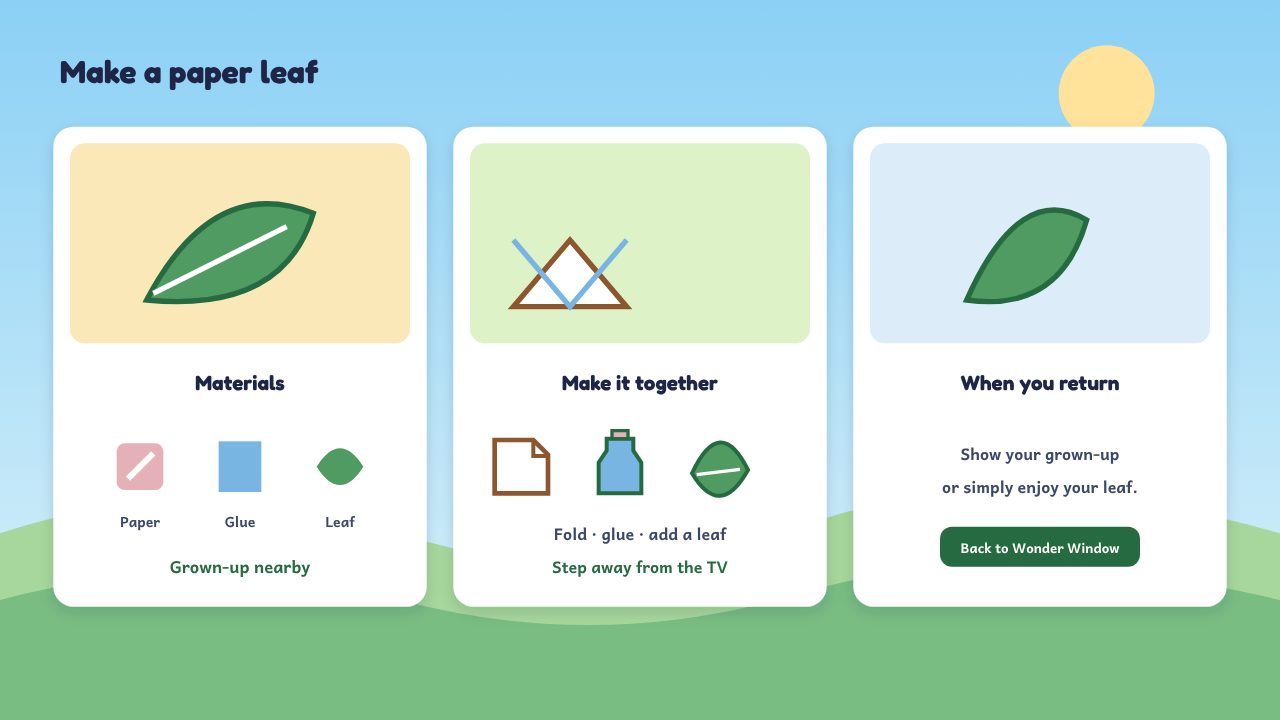 Make a paper leaf
Materials
Paper
Glue
Leaf
Grown-up nearby
Make it together
Fold · glue · add a leaf
Step away from the TV
When you return
Show your grown-up
or simply enjoy your leaf.
Back to Wonder Window